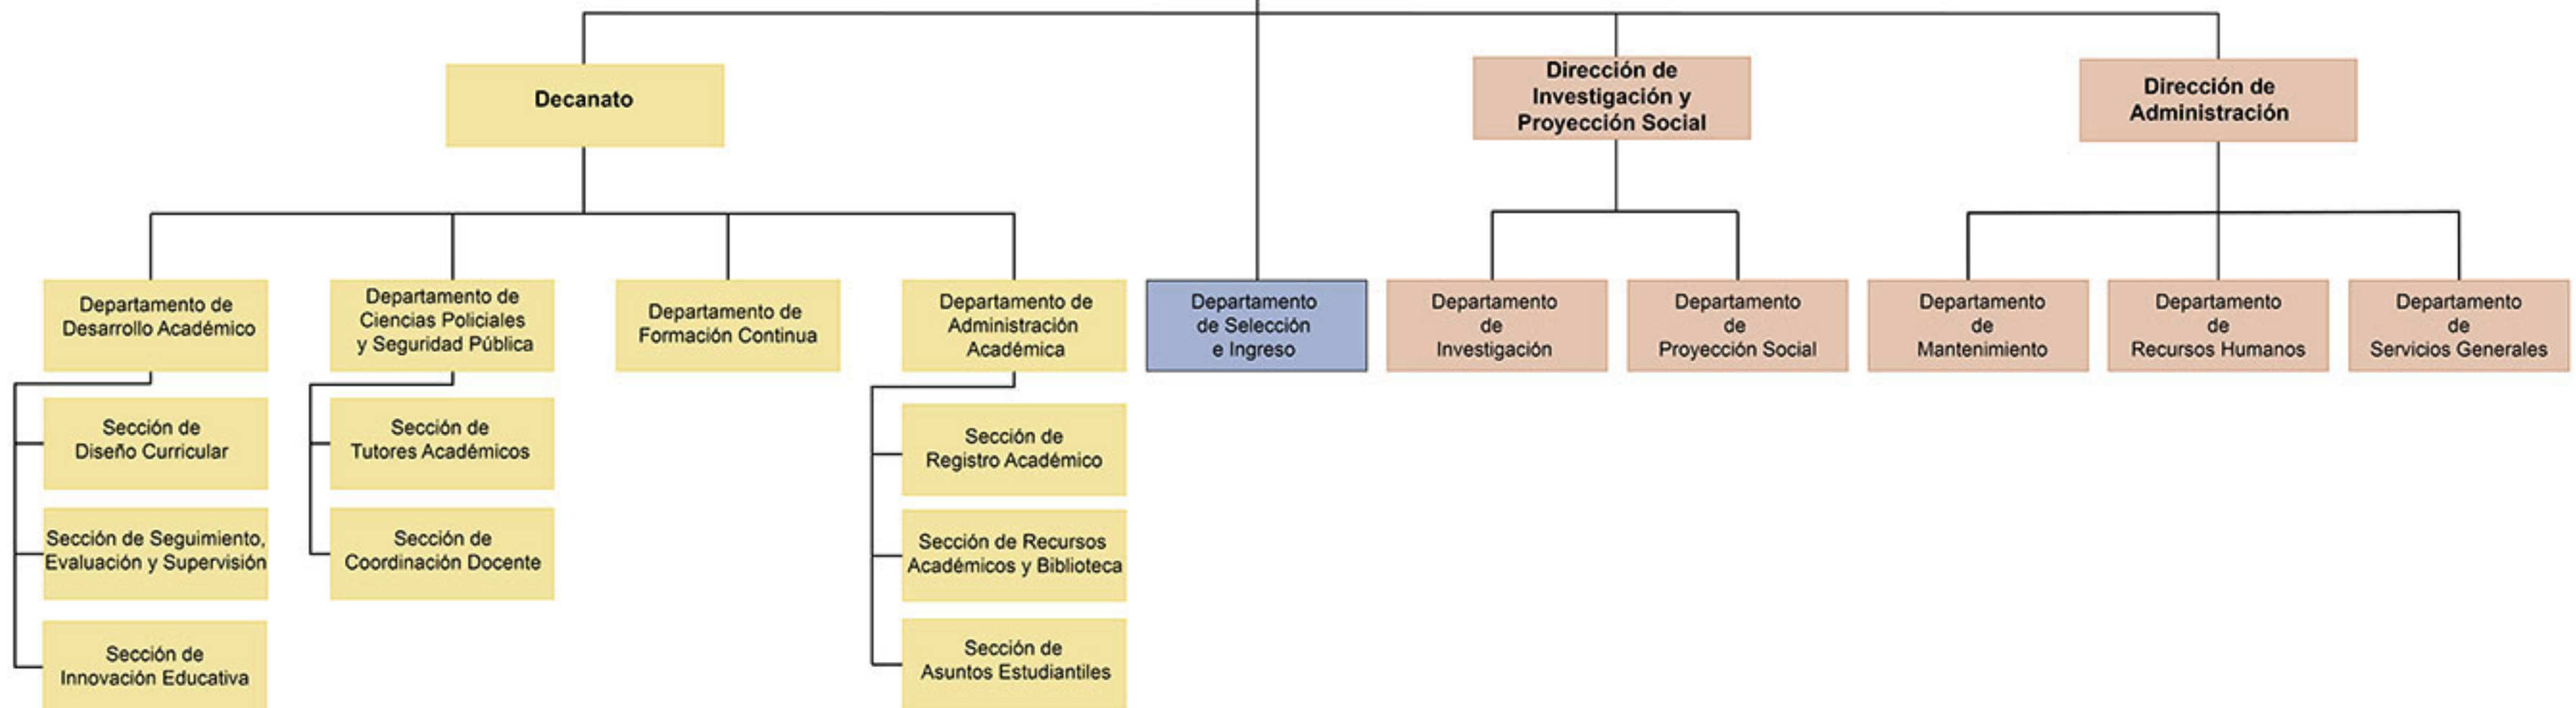 Decanato
Dirección de
Investigación y
Proyección Social
Dirección de
Administración
Departamento de
Desarrollo Académico
Departamento de
Ciencias Policiales
y Seguridad Pública
Departamento de
Formación Continua
Departamento de
Administración
Académica
Departamento
de Selección
e Ingreso
Departamento
de
Investigación
Departamento
de
Proyección Social
Departamento
de
Mantenimiento
Departamento
de
Recursos Humanos
Departamento
de
Servicios Generales
Sección de
Diseño Curricular
Sección de Seguimiento,
Evaluación y Supervisión
Sección de
Innovación Educativa
Sección de
Tutores Académicos
Sección de
Coordinación Docente
Sección de
Registro Académico
Sección de Recursos
Académicos y Biblioteca
Sección de
Asuntos Estudiantiles